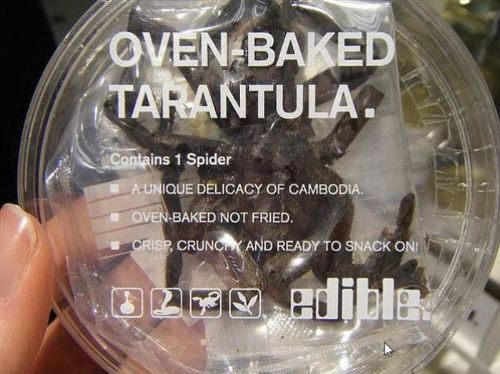 OVEN-BAKED
TARANTULA.
Contains 1 Spider
A UNIQUE DELICACY OF CAMBODIA.
OVEN-BAKED NOT FRIED.
CRISP, CRUNCHY AND READY TO SNACK ON!
edible.